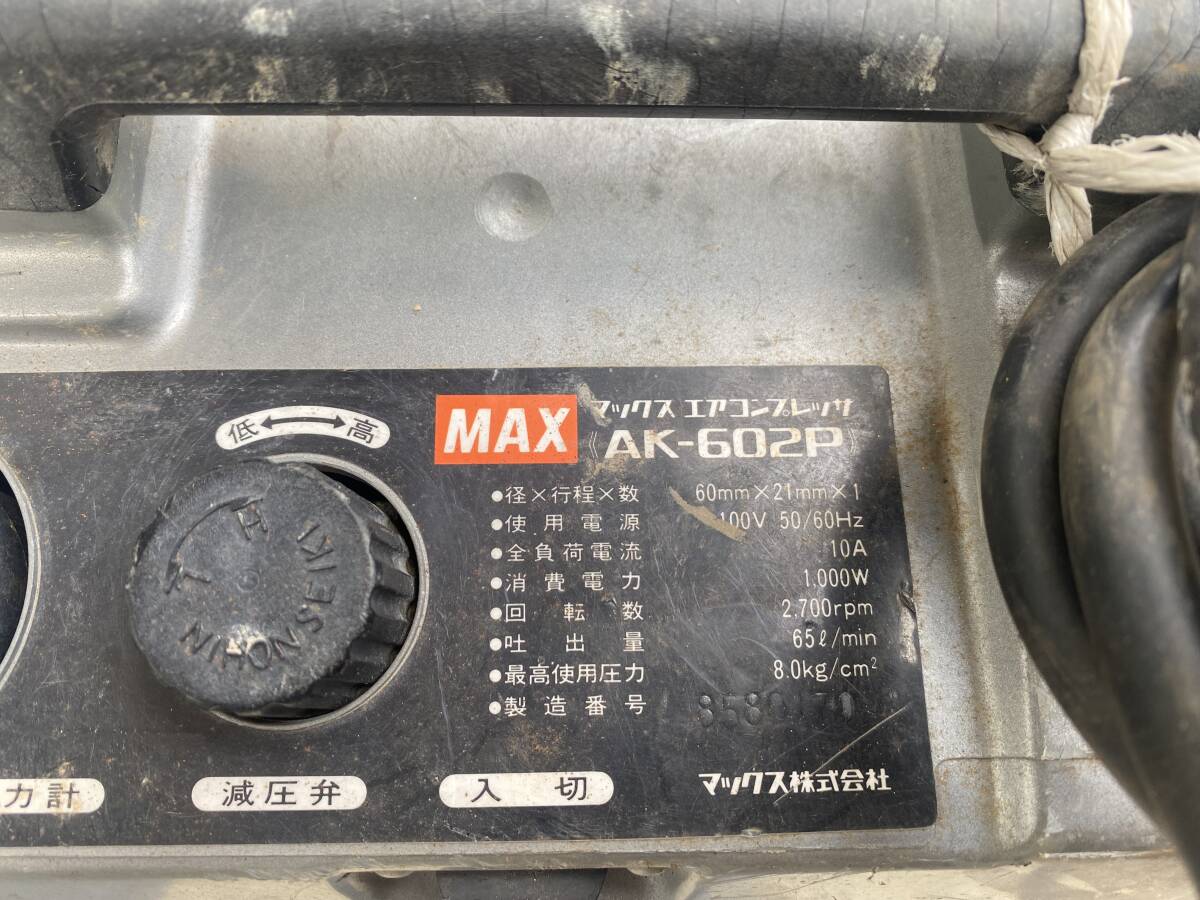 低 高
MAX マックス エアコンプレッサ
《AK-602P》
L H
NIHON SEIKI
●径×行程×数 60mm×21mm×1
●使用電源 100V 50/60Hz
●全負荷電流 10A
●消費電力 1,000W
●回転数 2,700rpm
●吐出量 65ℓ/min
●最高使用圧力 8.0kg/cm²
●製造番号
力計
減圧弁
入 切
マックス株式会社